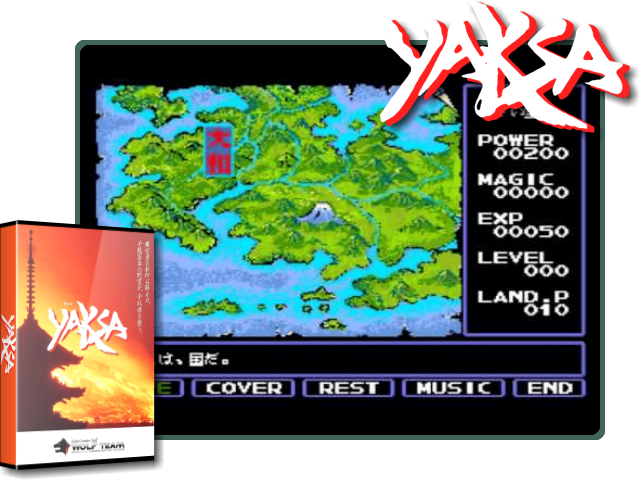 YAKSA
大和
POWER
00200
MAGIC
00000
EXP
00050
LEVEL
000
LAND.P
010
は、国だ。
E
COVER
REST
MUSIC
END
YAKSA
YAKSA
WOLF TEAM